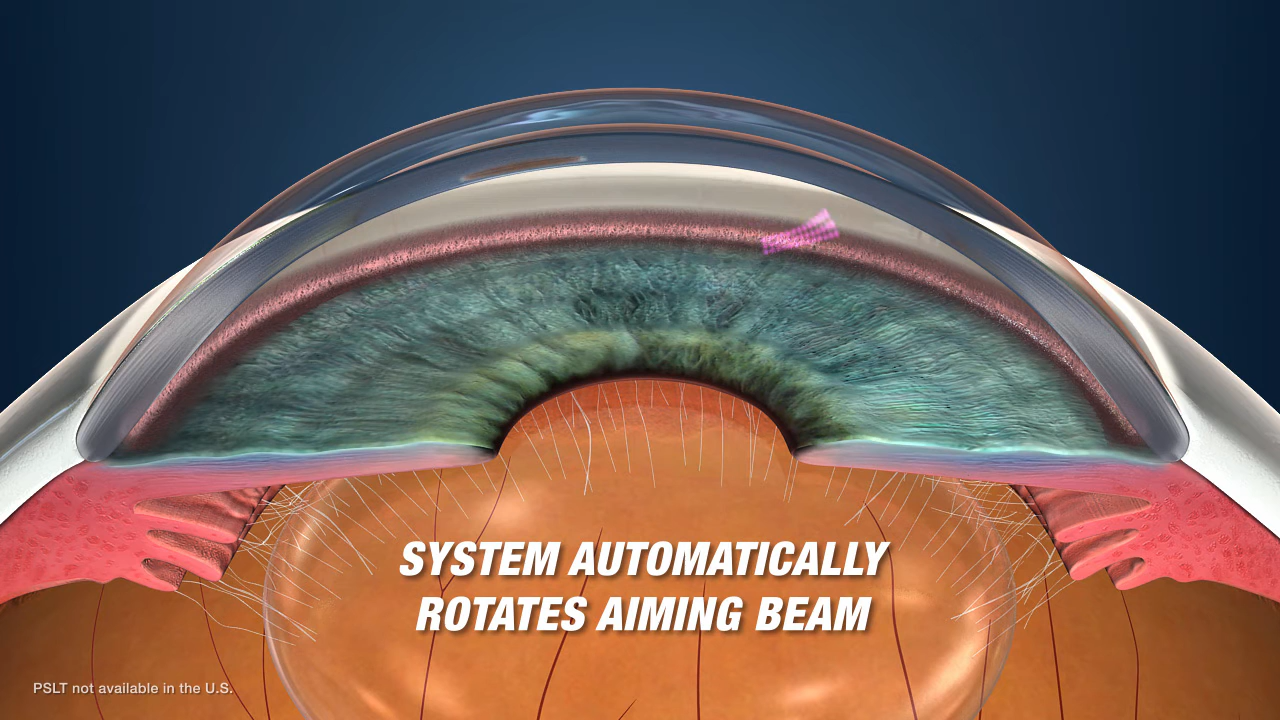 SYSTEM AUTOMATICALLY
ROTATES AIMING BEAM
PSLT not available in the U.S.